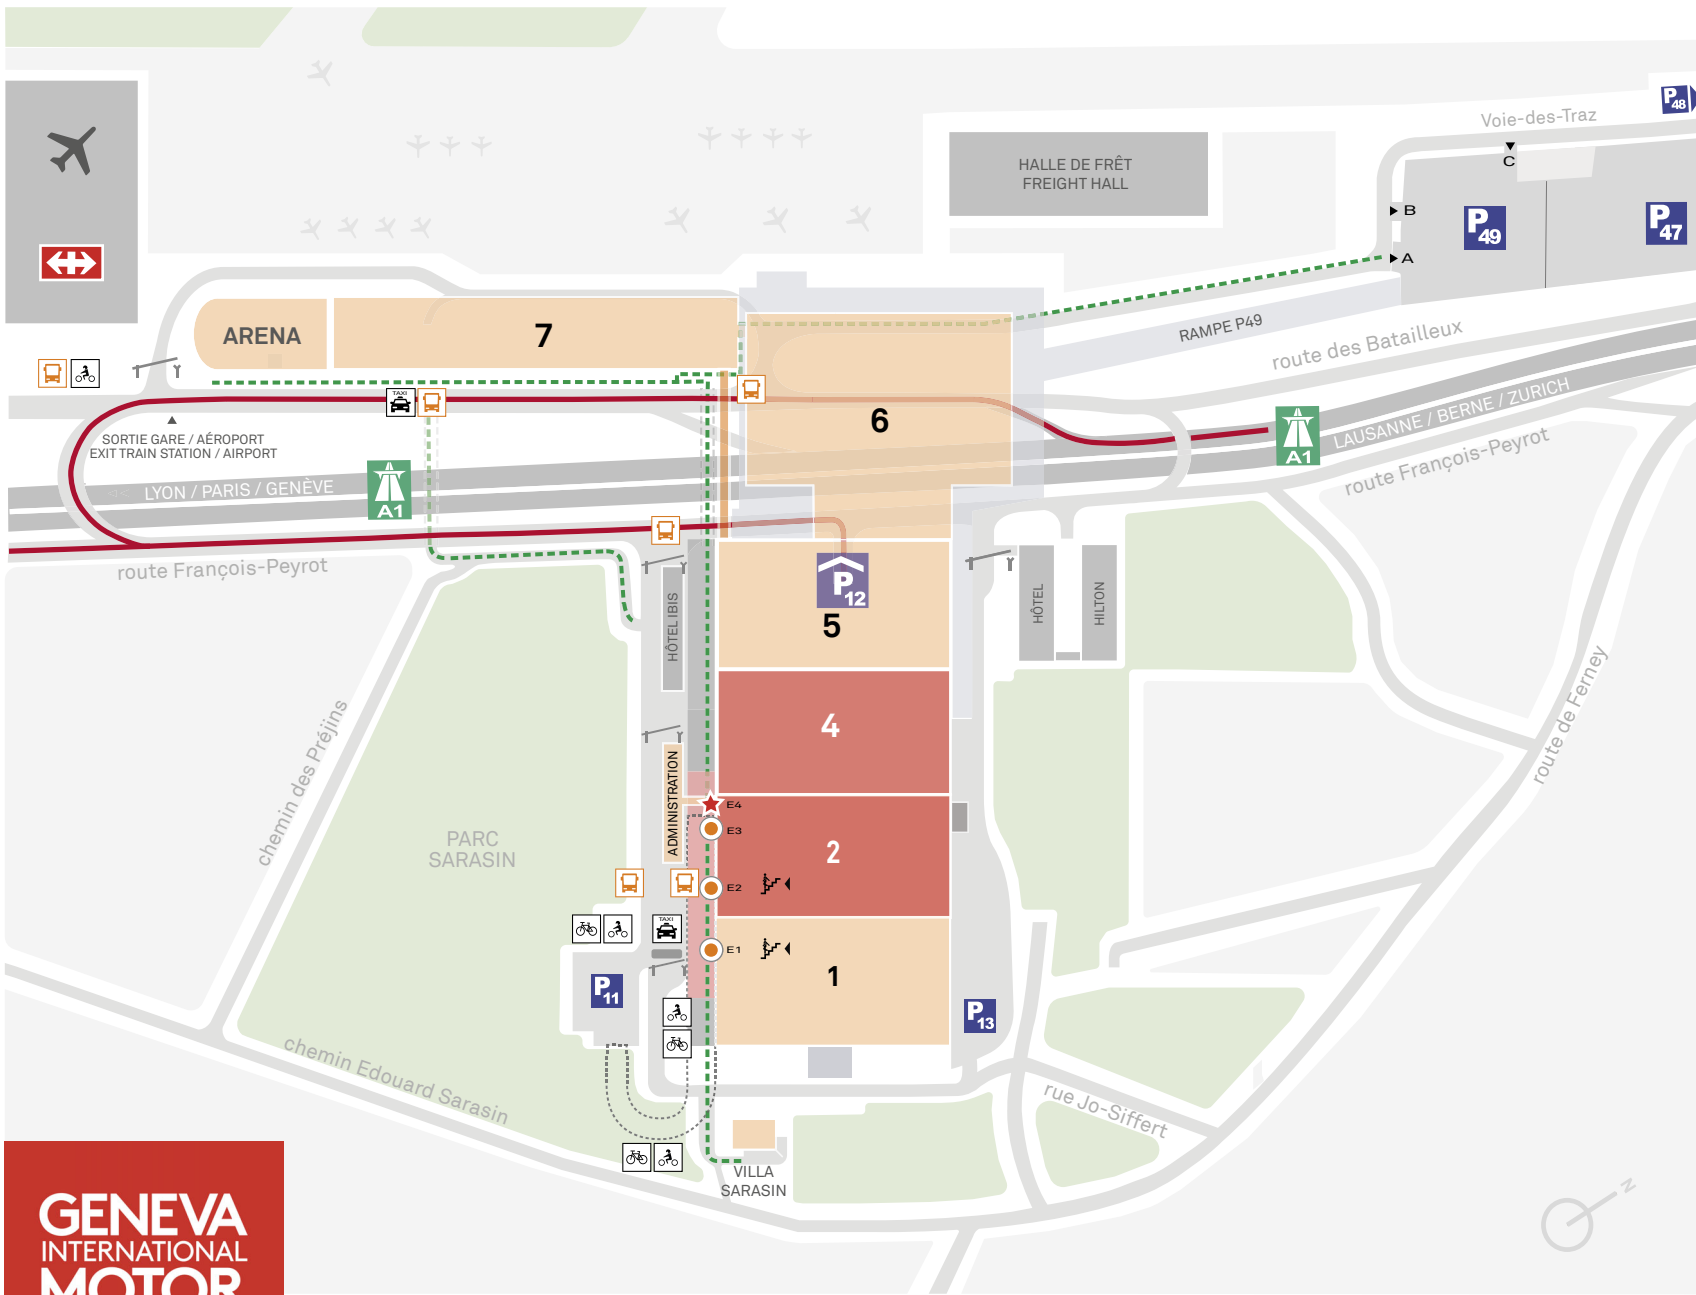 P48
Voie-des-Traz
C
HALLE DE FRÊT
FREIGHT HALL
B
P49
P47
A
RAMPE P49
route des Batailleux
ARENA
7
6
TAXI
SORTIE GARE / AÉROPORT
EXIT TRAIN STATION / AIRPORT
LYON / PARIS / GENÈVE
A1
A1
LAUSANNE / BERNE / ZURICH
route François-Peyrot
route François-Peyrot
P12
5
HÔTEL IBIS
HÔTEL
HILTON
4
route de Ferney
chemin des Préjins
ADMINISTRATION
E4
E3
2
PARC
SARASIN
E2
TAXI
E1
1
P11
P13
chemin Edouard Sarasin
rue Jo-Siffert
VILLA
SARASIN
N
GENEVA
INTERNATIONAL
MOTOR